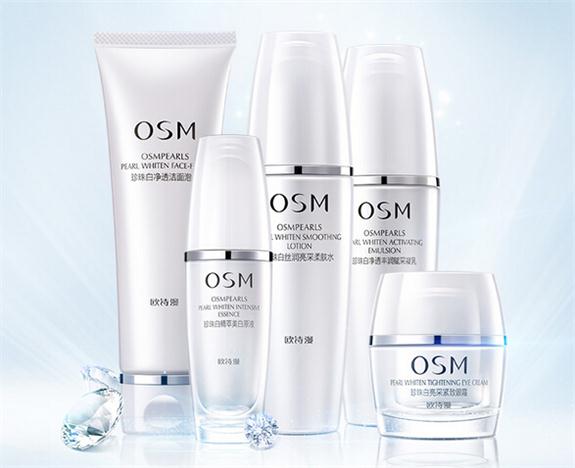 OSM
OSMPEARLS
PEARL WHITEN FACE-
珍珠白净透洁面泡
欧诗漫
OSM
OSMPEARLS
PEARL WHITEN INTENSIVE
ESSENCE
珍珠白精萃美白原液
欧诗漫
OSM
OSMPEARLS
WHITEN SMOOTHING
LOTION
珠白丝润亮采柔肤水
欧诗漫
OSM
OSMPEARLS
WHITEN ACTIVATING
EMULSION
珍珠白净透丰润赋采凝乳
OSM
PEARL WHITEN TIGHTENING EYE CREAM
珍珠白亮采紧致眼霜
欧诗漫